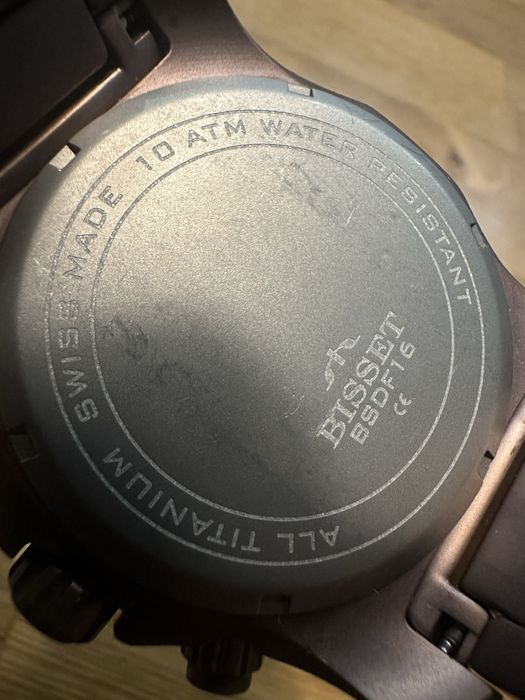 ALL TITANIUM SWISS MADE 10 ATM WATER RESISTANT
BISSET
BSDF16
CE